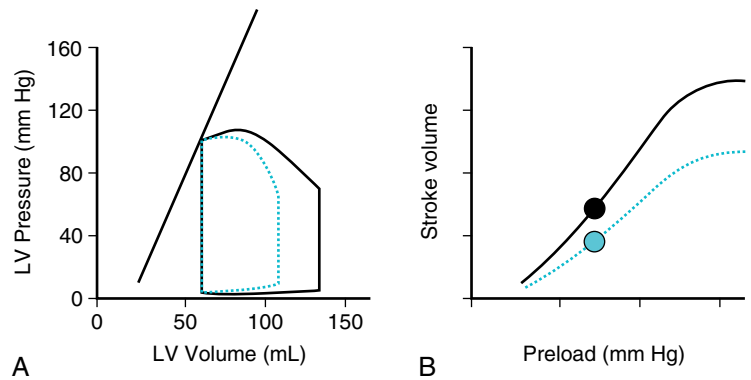 160
120
80
40
0
LV Pressure (mm Hg)
0
50
100
150
LV Volume (mL)
A
Stroke volume
Preload (mm Hg)
B